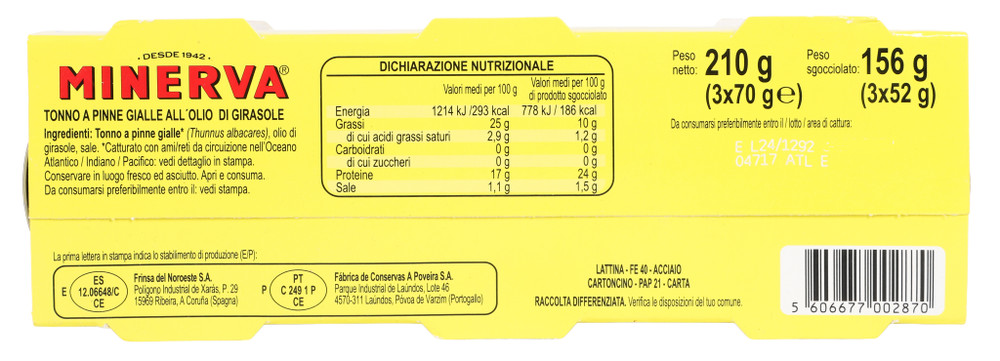 . DESDE 1942 .
MINERVA®
TONNO A PINNE GIALLE ALL´OLIO DI GIRASOLE
Ingredienti: Tonno a pinne gialle* (Thunnus albacares), olio di
girasole, sale. *Catturato con ami/reti da circuizione nell'Oceano
Atlantico / Indiano / Pacifico: vedi dettaglio in stampa.
Conservare in luogo fresco ed asciutto. Apri e consuma.
Da consumarsi preferibilmente entro il: vedi stampa.
DICHIARAZIONE NUTRIZIONALE
Valori medi per 100 g Valori medi per 100 g
di prodotto sgocciolato
Energia 1214 kJ /293 kcal 778 kJ / 186 kcal
Grassi 25 g 10 g
di cui acidi grassi saturi 2,9 g 1,2 g
Carboidrati 0 g 0 g
di cui zuccheri 0 g 0 g
Proteine 17 g 24 g
Sale 1,1 g 1,5 g
Peso netto: 210 g (3x70 g e)
Peso sgocciolato: 156 g (3x52 g)
Da consumarsi preferibilmente entro il / lotto / area di cattura:
E L24/1292
04717 ATL E
La prima lettera in stampa indica lo stabilimento di produzione (E/P):
E ES 12.06648/C CE
Frinsa del Noroeste S.A.
Poligono Industrial de Xarás, P. 29
15969 Ribeira, A Coruña (Spagna)
P PT C 249 1 P CE
Fábrica de Conservas A Poveira S.A.
Parque Industrial de Laúndos, Lote 46
4570-311 Laúndos, Póvoa de Varzim (Portogallo)
LATTINA - FE 40 - ACCIAIO
CARTONCINO - PAP 21 - CARTA
RACCOLTA DIFFERENZIATA. Verifica le disposizioni del tuo comune.
5 606677 002870